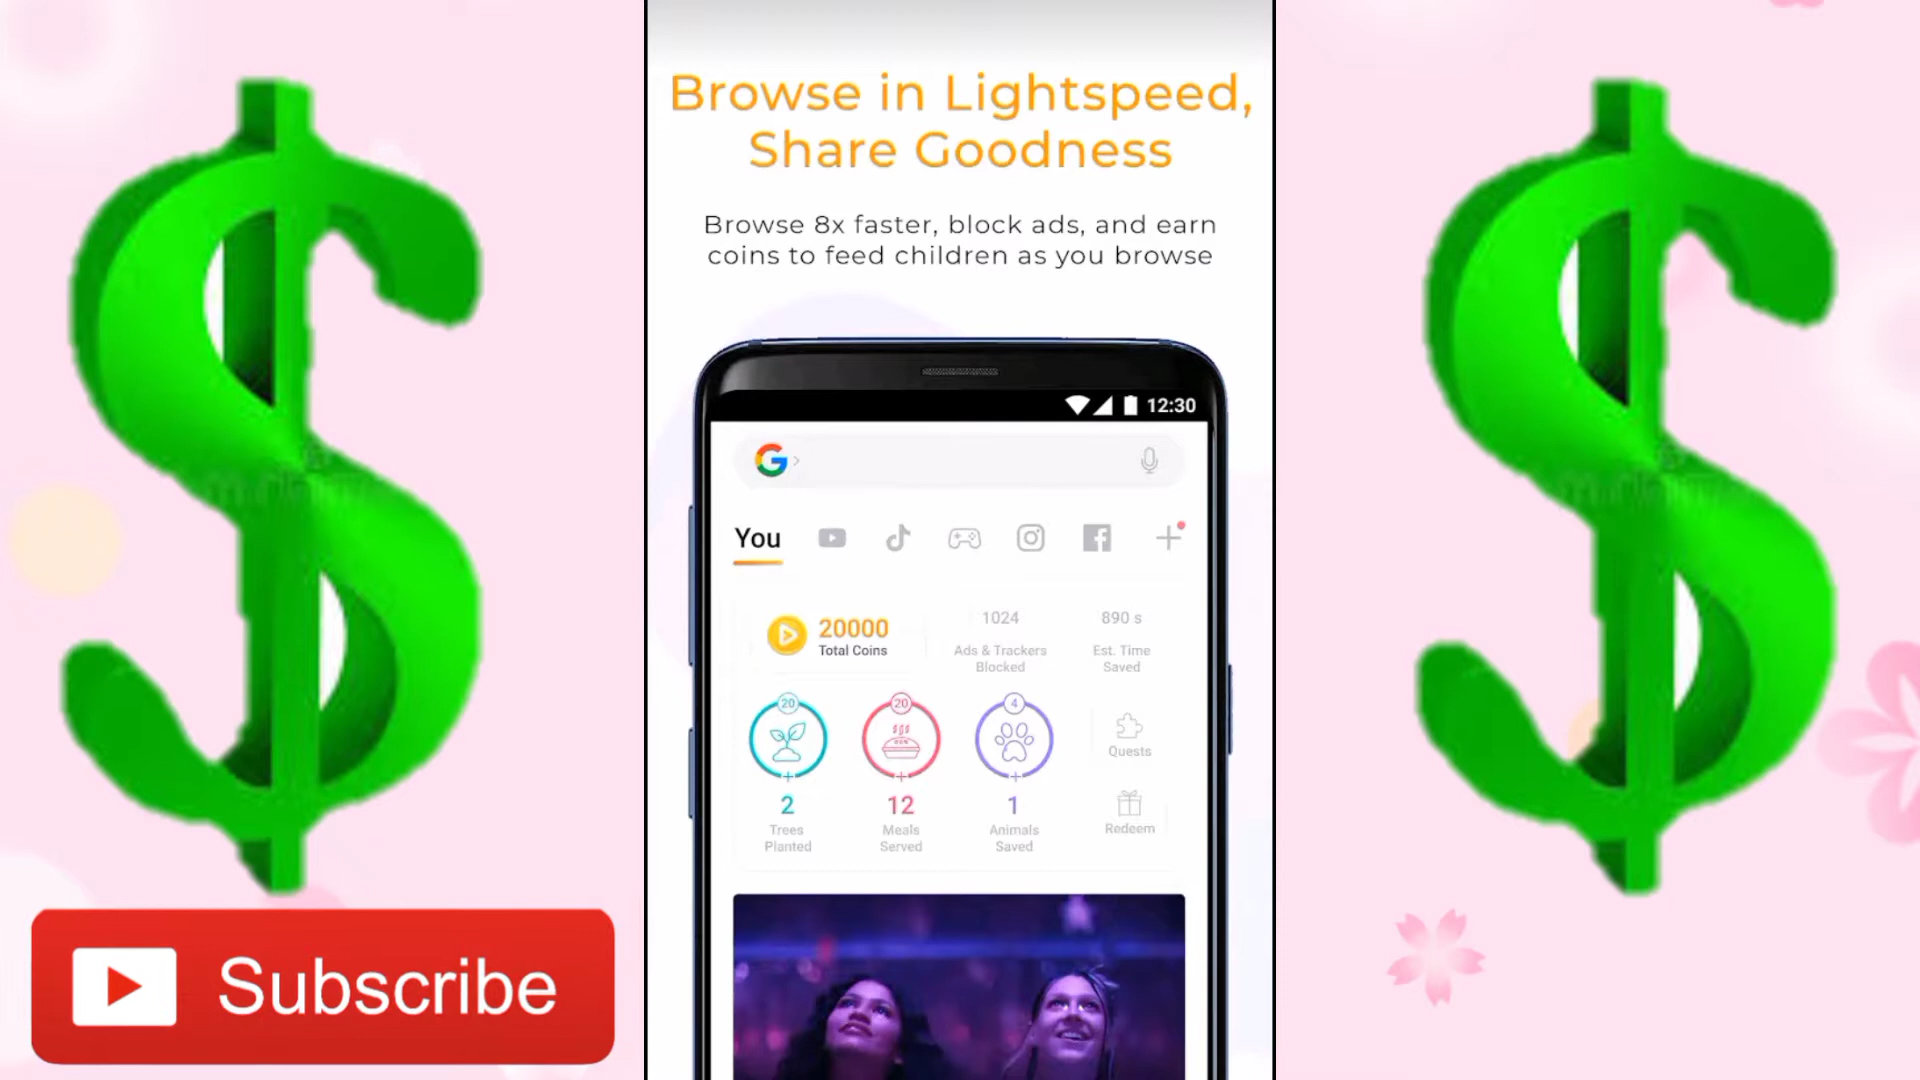 Browse in Lightspeed,
Share Goodness
Browse 8x faster, block ads, and earn
coins to feed children as you browse
12:30
You
20000
Total Coins
1024
Ads & Trackers
Blocked
890 s
Est. Time
Saved
20
20
4
Quests
2
Trees
Planted
12
Meals
Served
1
Animals
Saved
Redeem
Subscribe